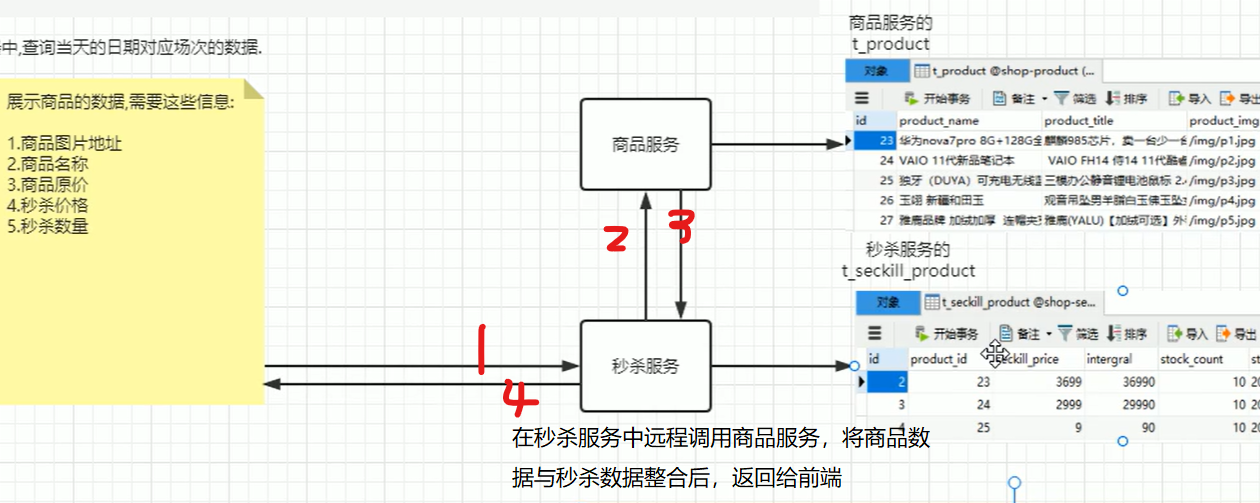 中,查询当天的日期对应场次的数据.
展示商品的数据,需要这些信息:
1.商品图片地址
2.商品名称
3.商品原价
4.秒杀价格
5.秒杀数量
1
4
2
3
商品服务
秒杀服务
在秒杀服务中远程调用商品服务，将商品数
据与秒杀数据整合后，返回给前端
商品服务的
t_product
对象 t_product @shop-product (...
开始事务 备注 筛选 排序 导入 导出
id product_name product_title product_img
23 华为nova7pro 8G+128G全 麒麟985芯片，卖一台少一台 /img/p1.jpg
24 VAIO 11代新品笔记本 VAIO FH14 侍14 11代酷睿 /img/p2.jpg
25 独牙（DUYA）可充电无线蓝 三模办公静音锂电池鼠标 2. /img/p3.jpg
26 玉翊 新疆和田玉 观音吊坠男羊脂白玉佛玉坠 /img/p4.jpg
27 雅鹿品牌 加绒加厚 连帽夹 雅鹿(YALU)【加绒可选】外 /img/p5.jpg
秒杀服务的
t_seckill_product
对象 t_seckill_product @shop-se...
开始事务 备注 筛选 排序 导入 导出
id product_id seckill_price intergral stock_count st
2 23 3699 36990 10 20
3 24 2999 29990 10 20
4 25 9 90 10 20